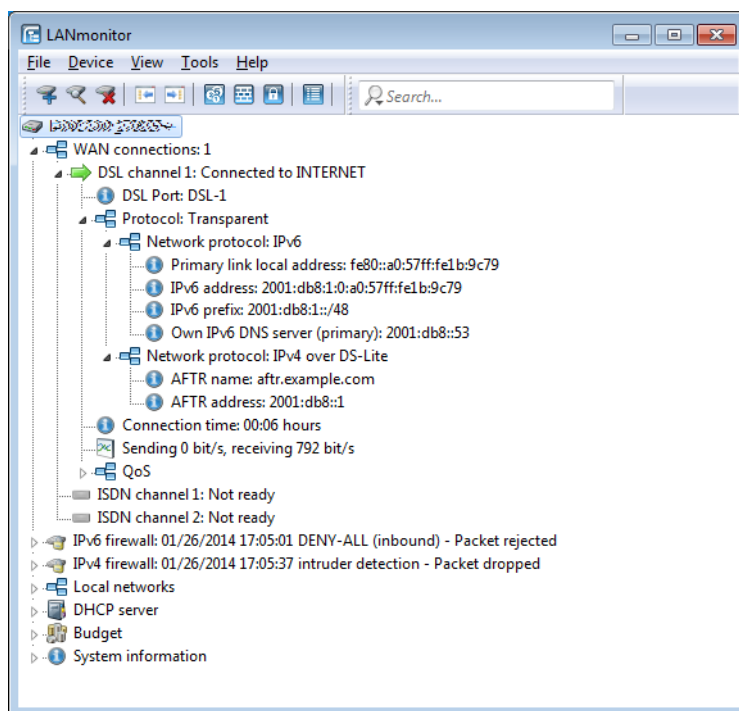 LANmonitor
File Device View Tools Help
Search...
WAN connections: 1
DSL channel 1: Connected to INTERNET
DSL Port: DSL-1
Protocol: Transparent
Network protocol: IPv6
Primary link local address: fe80::a0:57ff:fe1b:9c79
IPv6 address: 2001:db8:1:0:a0:57ff:fe1b:9c79
IPv6 prefix: 2001:db8:1::/48
Own IPv6 DNS server (primary): 2001:db8::53
Network protocol: IPv4 over DS-Lite
AFTR name: aftr.example.com
AFTR address: 2001:db8::1
Connection time: 00:06 hours
Sending 0 bit/s, receiving 792 bit/s
QoS
ISDN channel 1: Not ready
ISDN channel 2: Not ready
IPv6 firewall: 01/26/2014 17:05:01 DENY-ALL (inbound) - Packet rejected
IPv4 firewall: 01/26/2014 17:05:37 intruder detection - Packet dropped
Local networks
DHCP server
Budget
System information